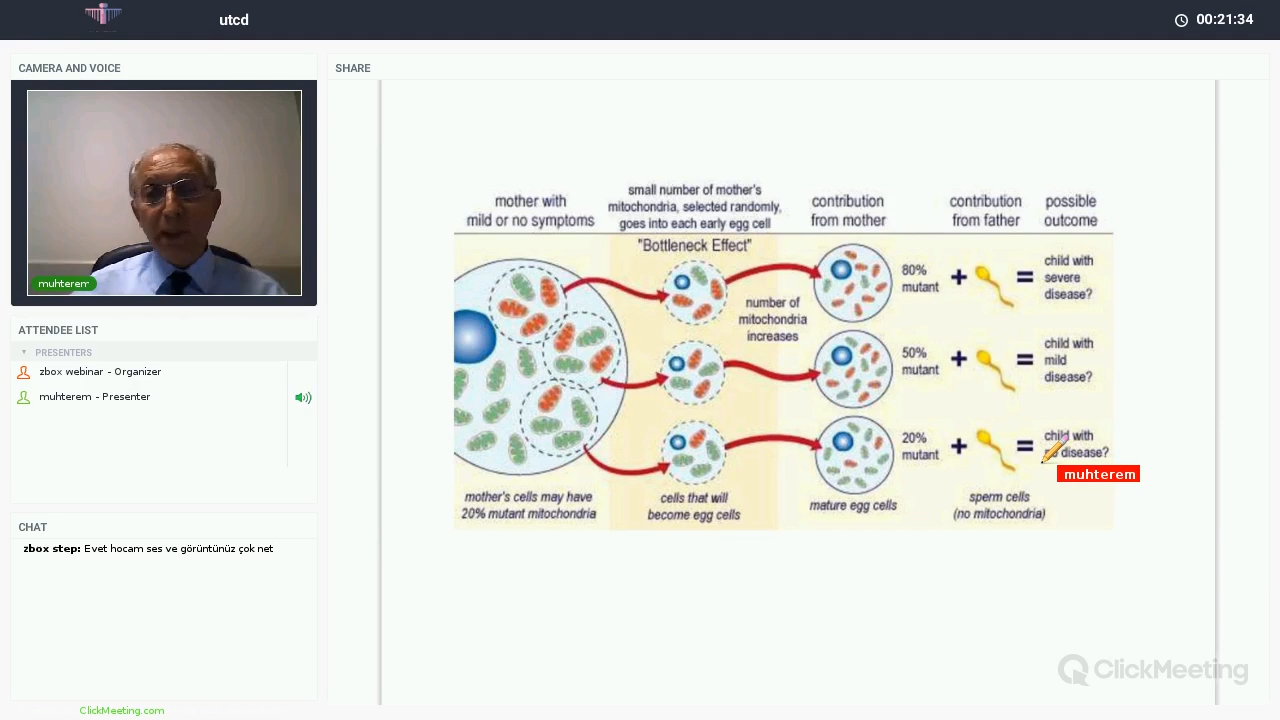 utcd
00:21:34
CAMERA AND VOICE
muhterem
ATTENDEE LIST
PRESENTERS
zbox webinar - Organizer
muhterem - Presenter
CHAT
zbox step: Evet hocam ses ve görüntünüz çok net
ClickMeeting.com
SHARE
mother with
mild or no symptoms
small number of mother's
mitochondria, selected randomly,
goes into each early egg cell
contribution
from mother
contribution
from father
possible
outcome
"Bottleneck Effect"
number of
mitochondria
increases
80%
mutant
+
=
child with
severe
disease?
50%
mutant
+
=
child with
mild
disease?
20%
mutant
+
=
child with
disease?
muhterem
mother's cells may have
20% mutant mitochondria
cells that will
become egg cells
mature egg cells
sperm cells
(no mitochondria)
ClickMeeting